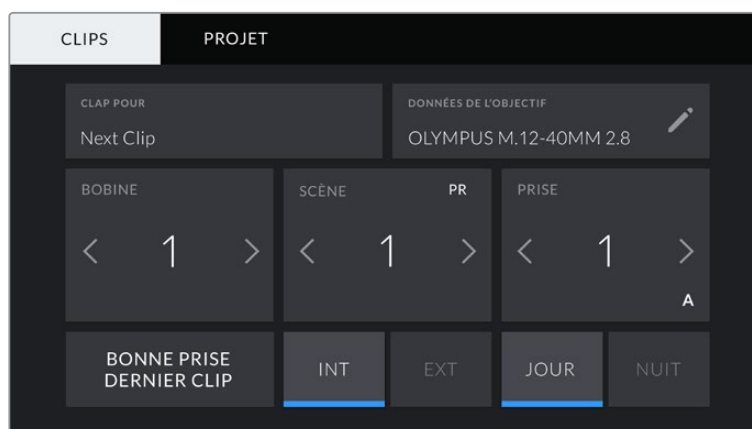 CLIPS PROJET
CLAP POUR DONNÉES DE L'OBJECTIF
Next Clip OLYMPUS M.12-40MM 2.8
BOBINE SCÈNE PR PRISE
1 1 1
A
BONNE PRISE
DERNIER CLIP INT EXT JOUR NUIT